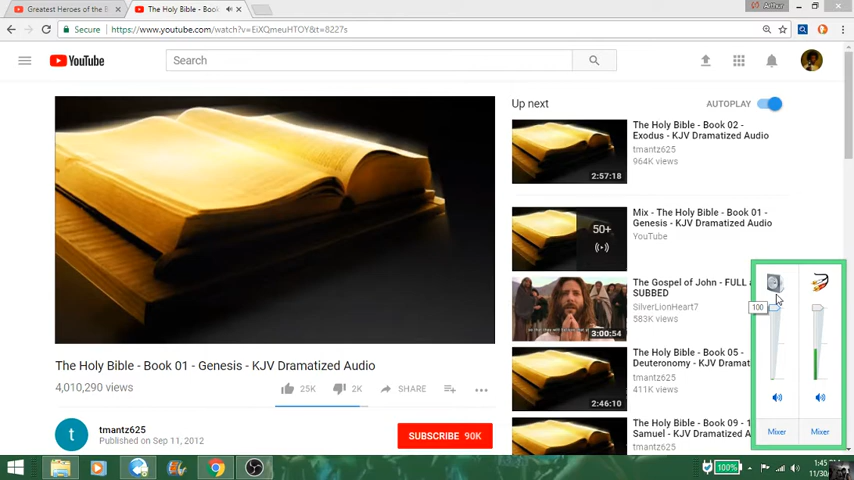 Greatest Heroes of the B
The Holy Bible - Book
Arthur
Secure
https://www.youtube.com/watch?v=EiXQmeuHTOY&t=8227s
YouTube
Search
Up next
AUTOPLAY
The Holy Bible - Book 02 -
Exodus - KJV Dramatized Audio
tmantz625
964K views
2:57:18
Mix - The Holy Bible - Book 01 -
Genesis - KJV Dramatized Audio
YouTube
50+
The Gospel of John - FULL
SUBBED
SilverLionHeart7
583K views
3:00:54
100
The Holy Bible - Book 05 -
Deuteronomy - KJV Dramat
tmantz625
411K views
2:46:10
The Holy Bible - Book 09 - 1
Samuel - KJV Dramatized A
Mixer
Mixer
The Holy Bible - Book 01 - Genesis - KJV Dramatized Audio
4,010,290 views
25K
2K
SHARE
t
tmantz625
Published on Sep 11, 2012
SUBSCRIBE 90K
100%
1:45
11/30/